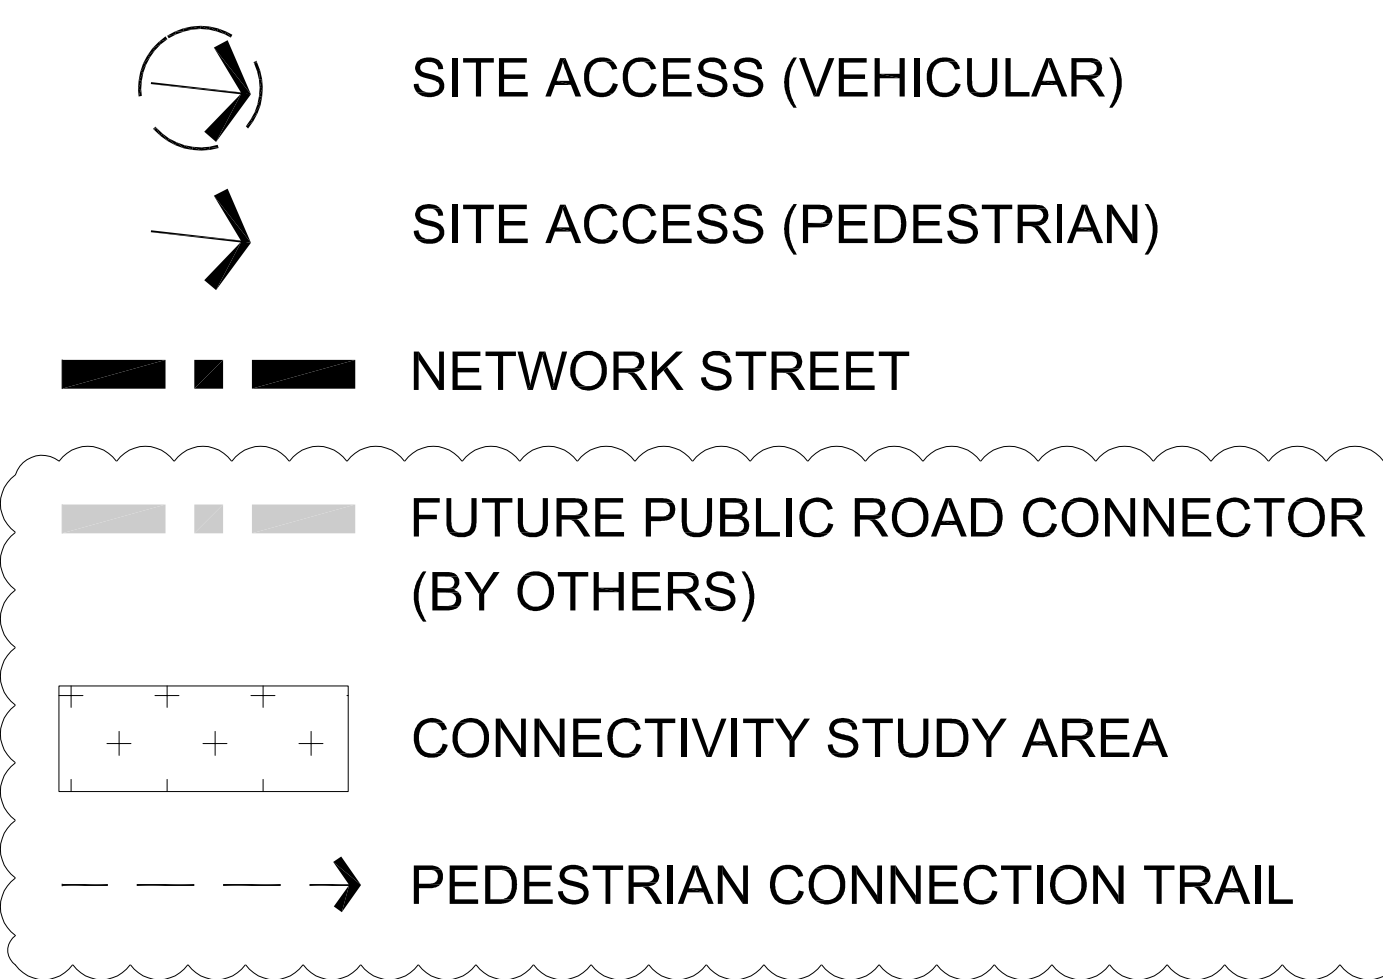 SITE ACCESS (VEHICULAR)
SITE ACCESS (PEDESTRIAN)
NETWORK STREET
FUTURE PUBLIC ROAD CONNECTOR
(BY OTHERS)
CONNECTIVITY STUDY AREA
PEDESTRIAN CONNECTION TRAIL